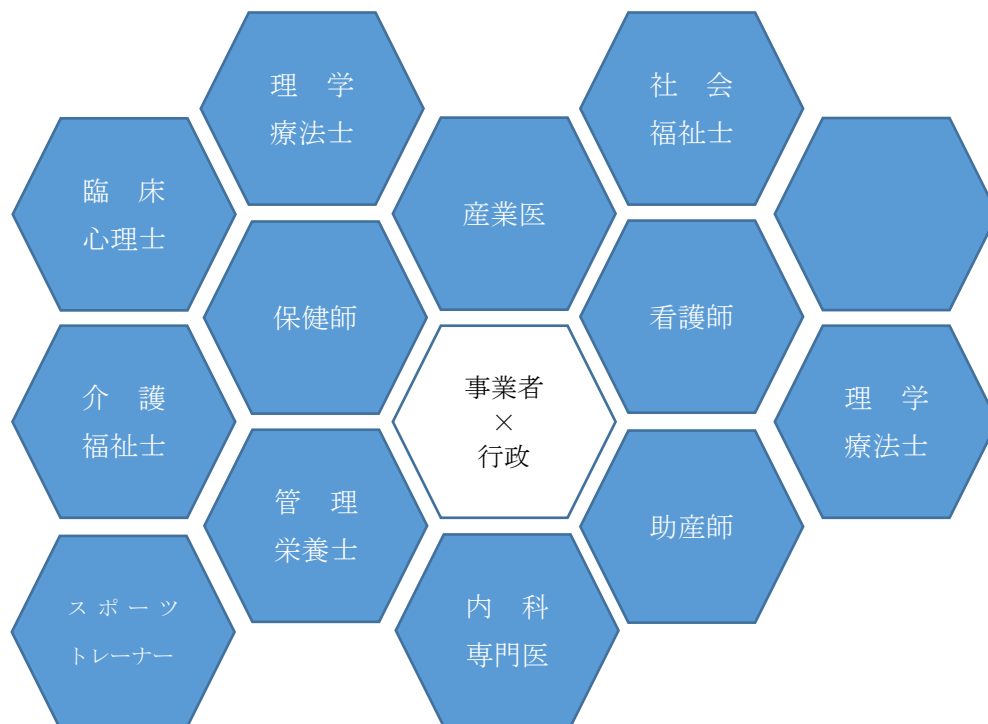 理　学
療法士
社　会
福祉士
臨　床
心理士
産業医
保健師
看護師
介　護
福祉士
事業者
×
行政
理　学
療法士
管　理
栄養士
助産師
スポーツ
トレーナー
内　科
専門医